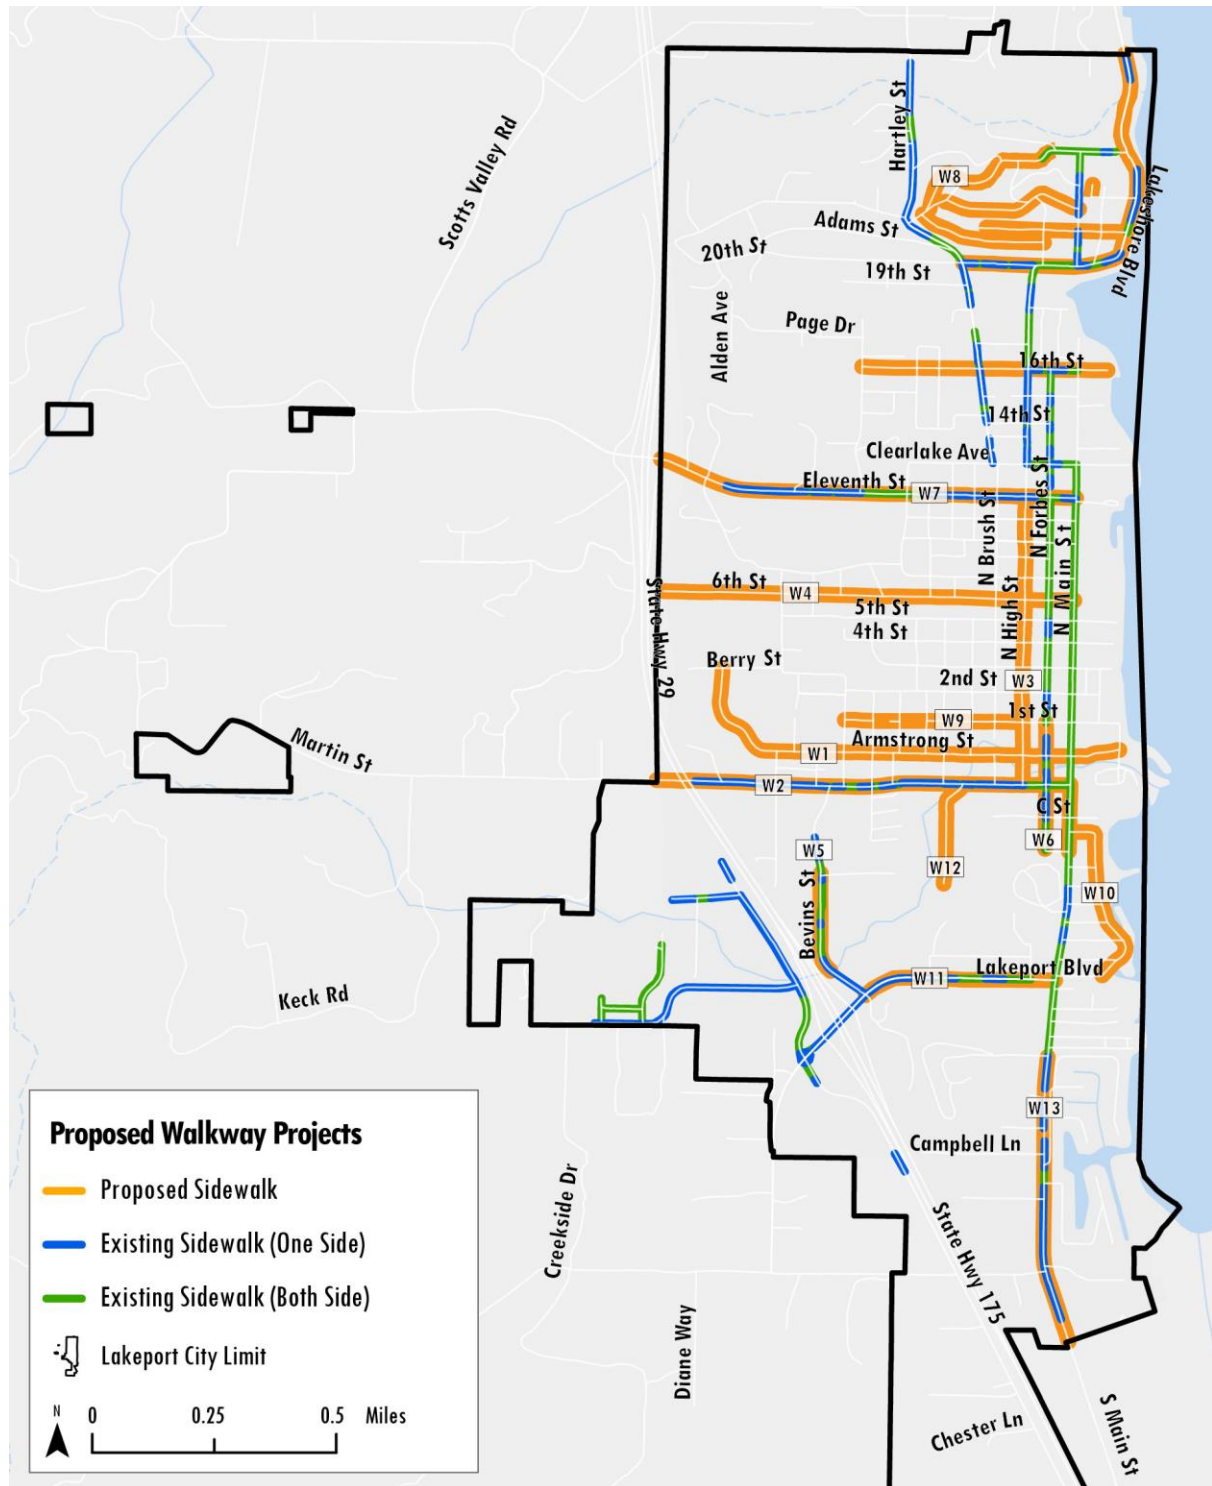 Hartley St
Scotts Valley Rd
W8
Lakeshore Blvd
Adams St
20th St
19th St
Alden Ave
Page Dr
16th St
14th St
Clearlake Ave
Eleventh St
W7
N Forbes St
N Brush St
N Main St
State Hwy 29
6th St
W4
5th St
4th St
N High St
Berry St
2nd St
W3
1st St
W9
Armstrong St
Martin St
W1
W2
C St
W6
W5
W12
W10
Bevins St
Lakeport Blvd
W11
Keck Rd
W13
Campbell Ln
Creekside Dr
State Hwy 175
Diane Way
Chester Ln
S Main St
Proposed Walkway Projects
Proposed Sidewalk
Existing Sidewalk (One Side)
Existing Sidewalk (Both Side)
Lakeport City Limit
N
0 0.25 0.5 Miles